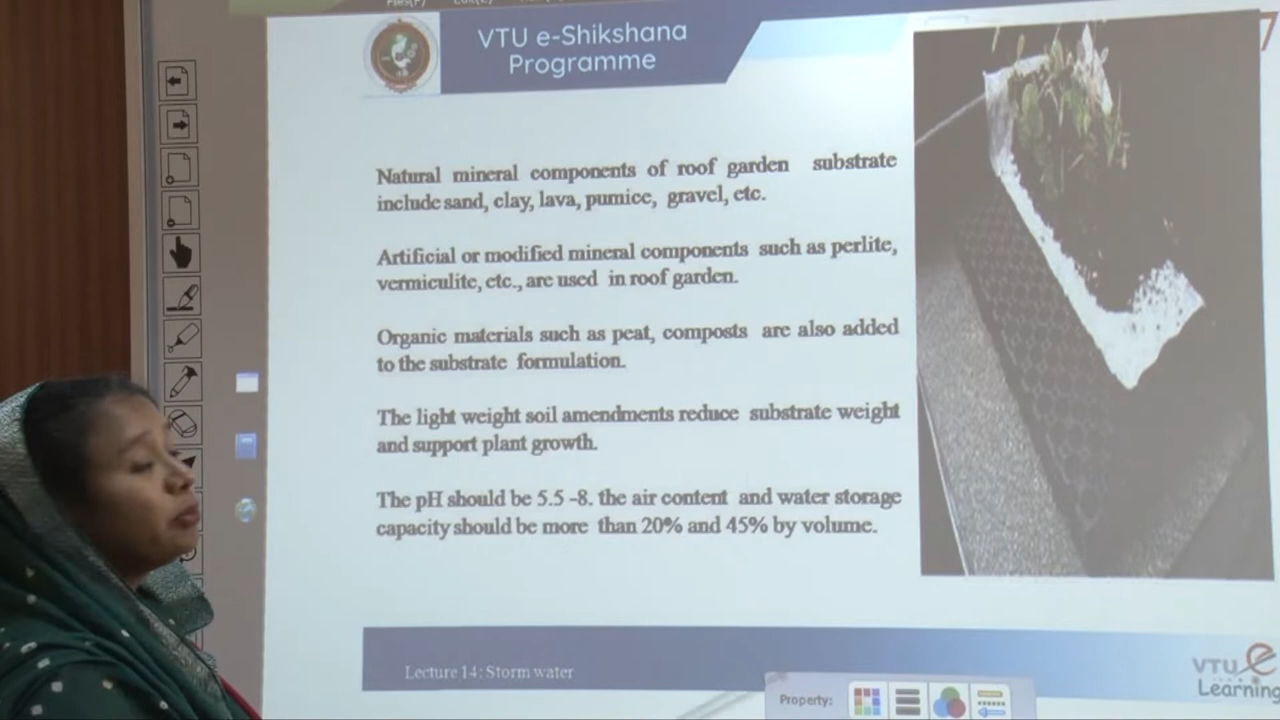 VTU e-Shikshana
Programme
Natural mineral components of roof garden substrate
include sand, clay, lava, pumice, gravel, etc.
Artificial or modified mineral components such as perlite,
vermiculite, etc., are used in roof garden.
Organic materials such as peat, composts are also added
to the substrate formulation.
The light weight soil amendments reduce substrate weight
and support plant growth.
The pH should be 5.5 -8. the air content and water storage
capacity should be more than 20% and 45% by volume.
Lecture 14: Storm water
VTU e
Learning
Property:
7